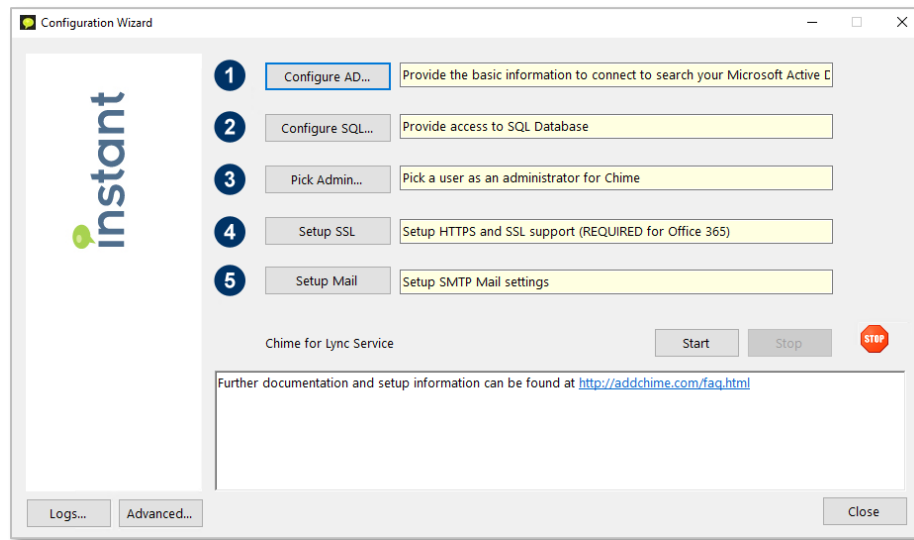 Configuration Wizard
instant
1 Configure AD... Provide the basic information to connect to search your Microsoft Active D
2 Configure SQL... Provide access to SQL Database
3 Pick Admin... Pick a user as an administrator for Chime
4 Setup SSL Setup HTTPS and SSL support (REQUIRED for Office 365)
5 Setup Mail Setup SMTP Mail settings
Chime for Lync Service Start Stop STOP
Further documentation and setup information can be found at http://addchime.com/faq.html
Logs... Advanced... Close